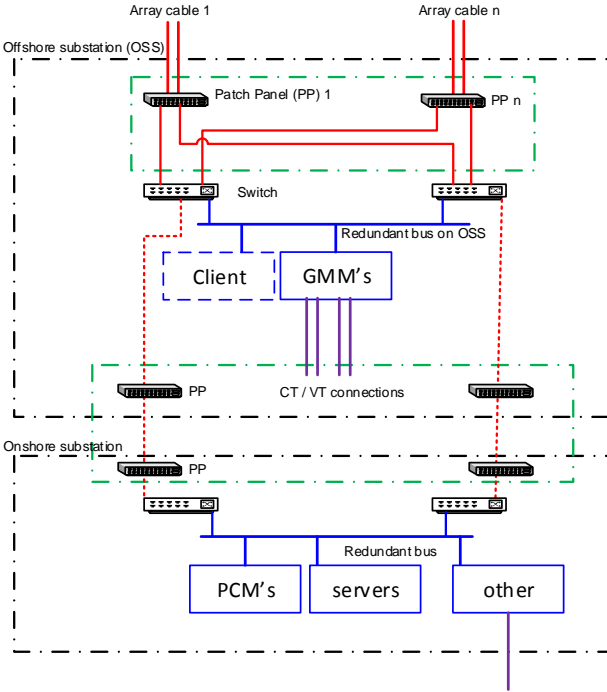 Array cable 1
Array cable n
Offshore substation (OSS)
Patch Panel (PP) 1
PP n
Switch
Redundant bus on OSS
Client
GMM's
PP
CT / VT connections
Onshore substation
PP
Redundant bus
PCM's
servers
other